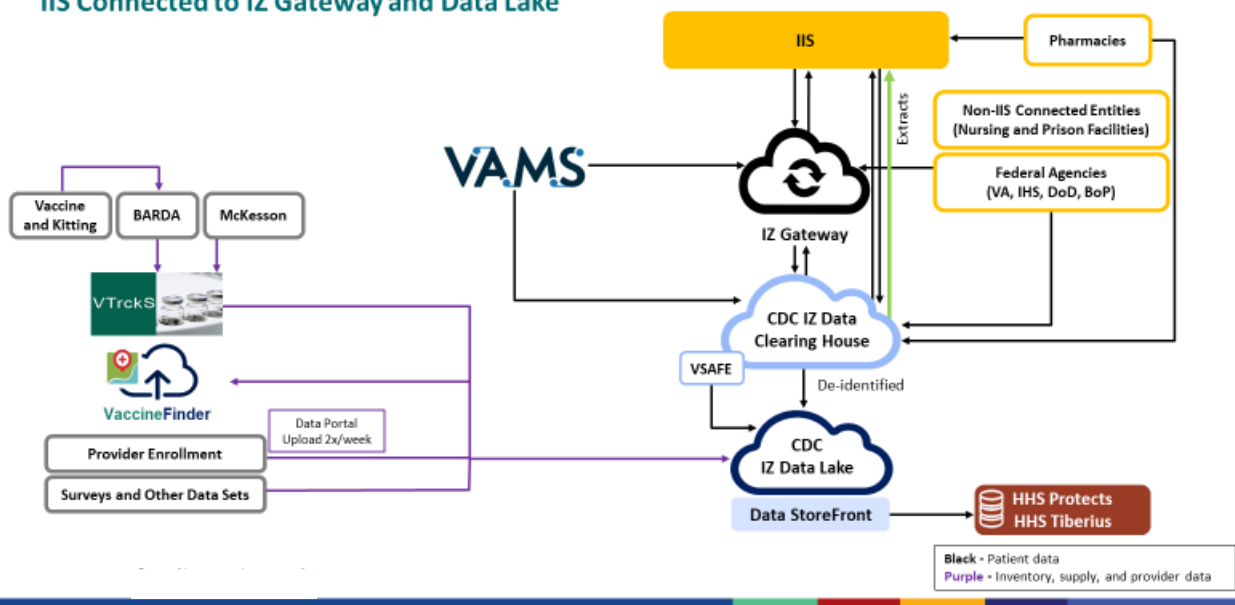 IIS Connected to IZ Gateway and Data Lake
IIS
Pharmacies
Extracts
Non-IIS Connected Entities
(Nursing and Prison Facilities)
VAMS
Federal Agencies
(VA, IHS, DoD, BoP)
Vaccine
and Kitting
BARDA
McKesson
IZ Gateway
VTrckS
CDC IZ Data
Clearing House
VSAFE
De-identified
VaccineFinder
Data Portal
Upload 2x/week
Provider Enrollment
CDC
IZ Data Lake
Surveys and Other Data Sets
Data StoreFront
HHS Protects
HHS Tiberius
Black - Patient data
Purple - Inventory, supply, and provider data